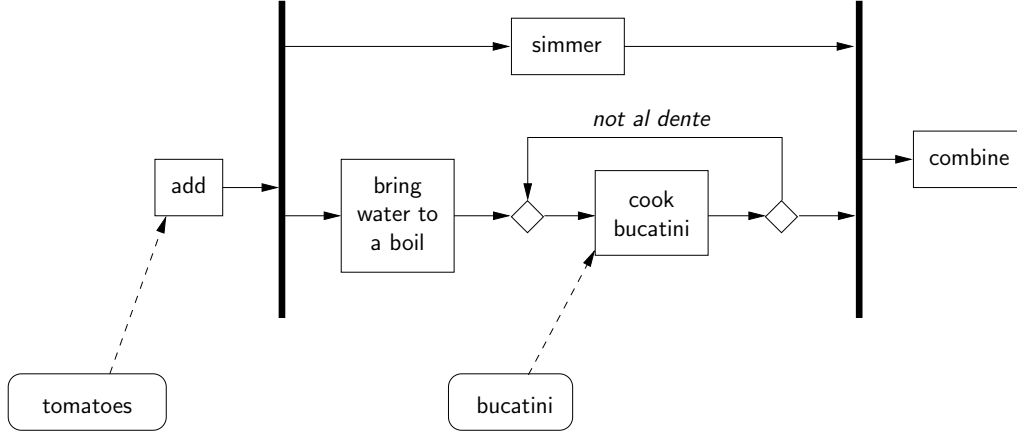 simmer
not al dente
add
bring
water to
a boil
cook
bucatini
combine
tomatoes
bucatini